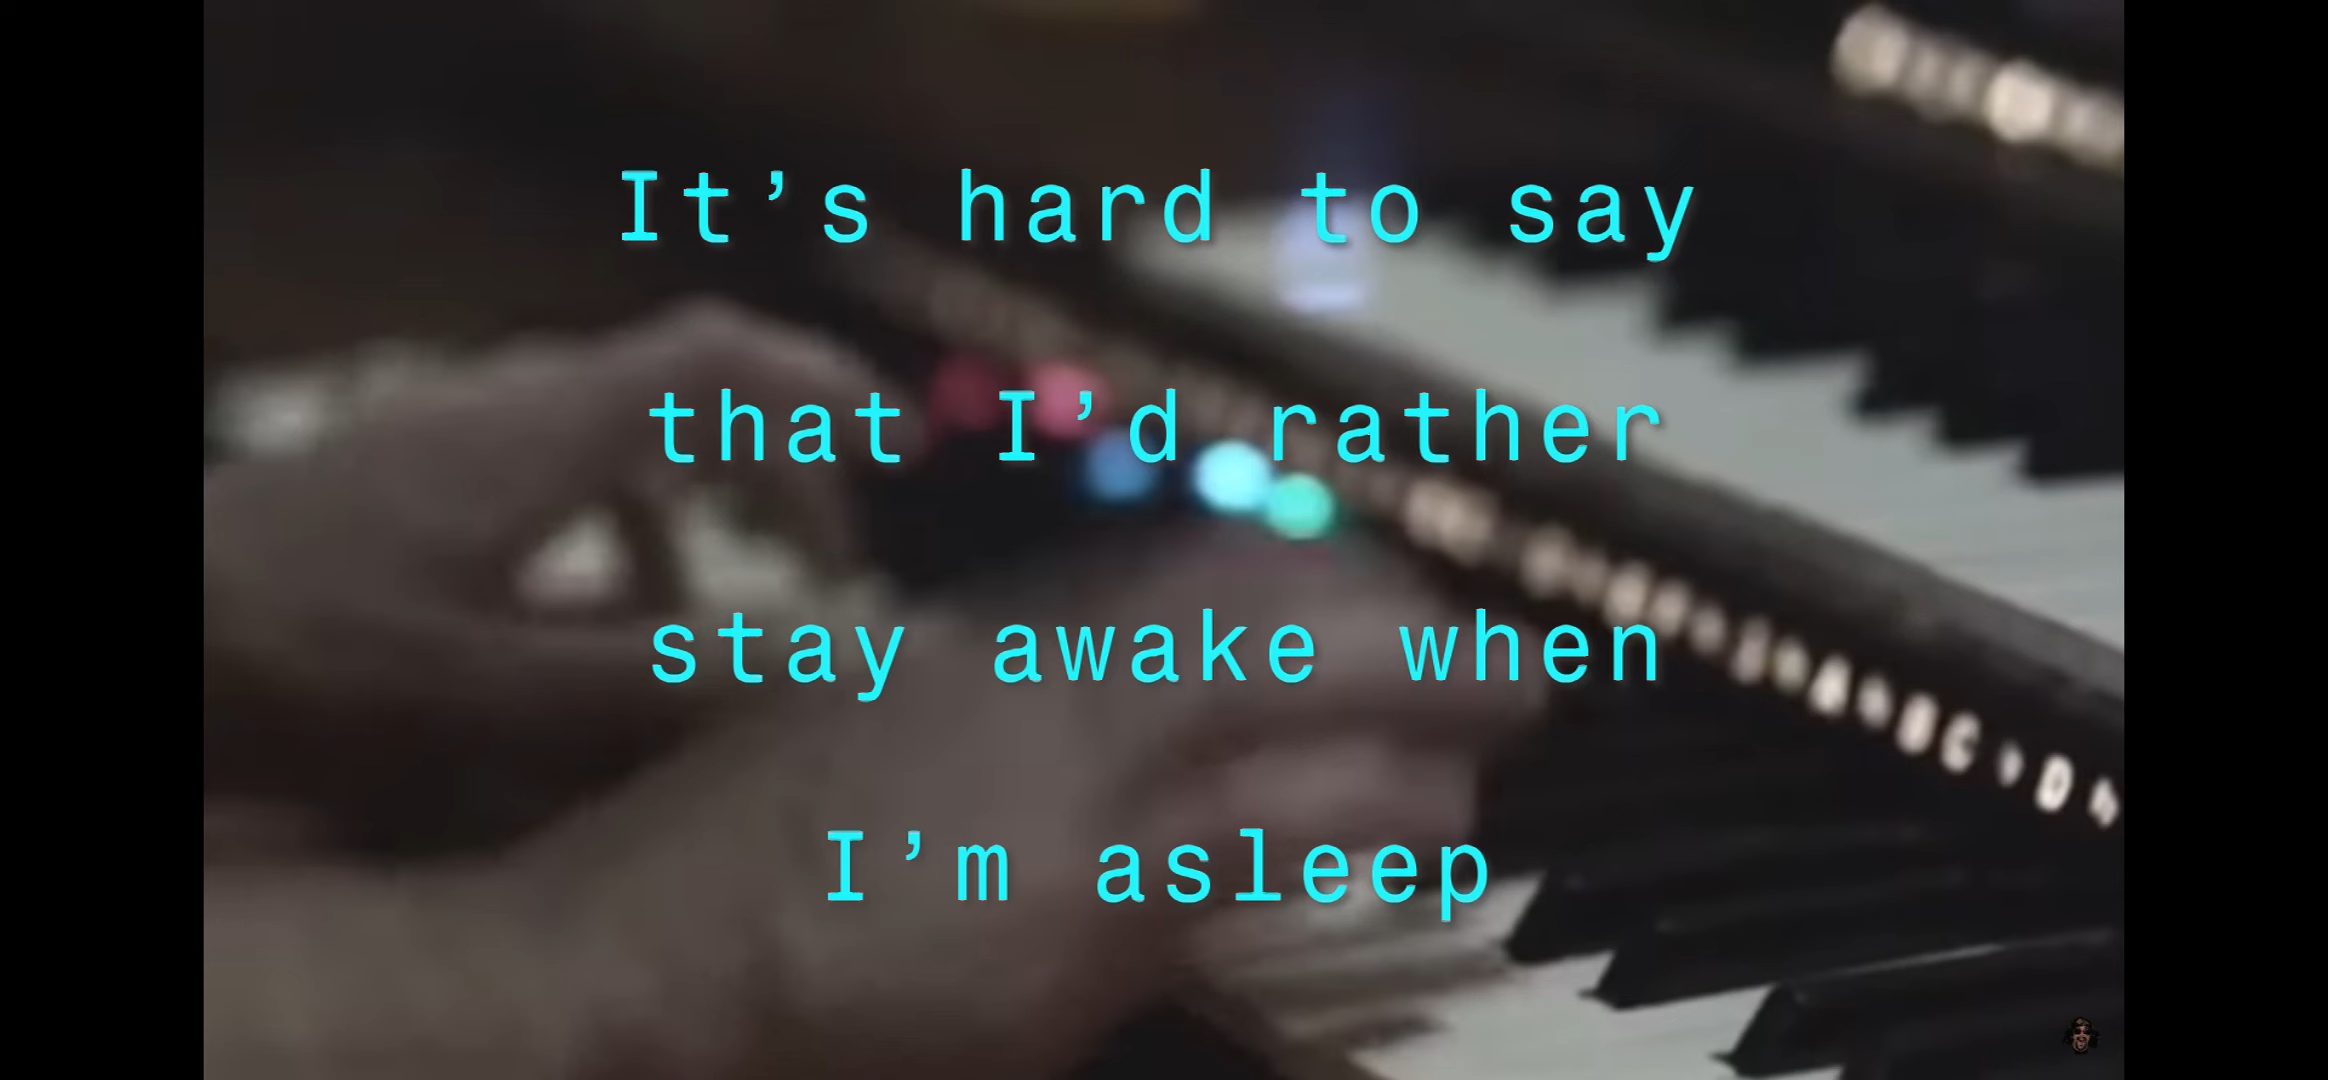 It’s hard to say
that I’d rather
stay awake when
I’m asleep